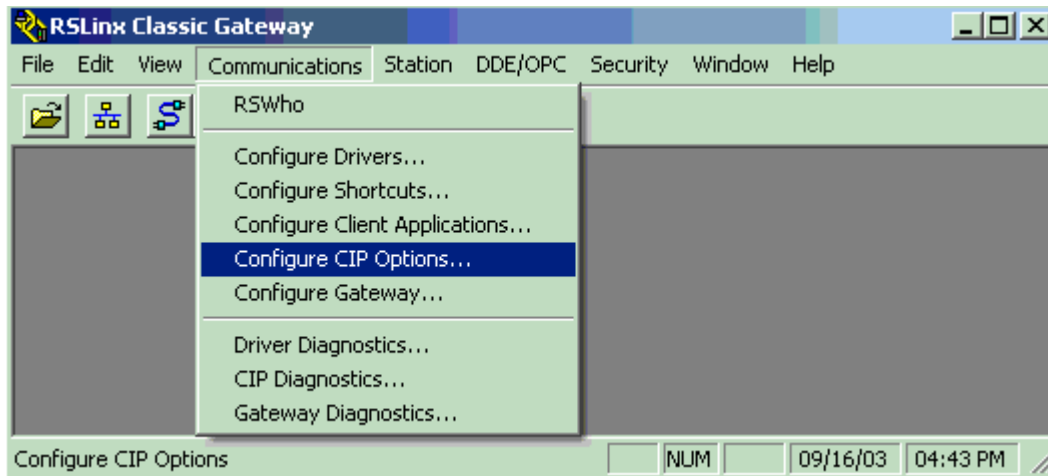 RSLinx Classic Gateway
File Edit View Communications Station DDE/OPC Security Window Help
RSWho
Configure Drivers...
Configure Shortcuts...
Configure Client Applications...
Configure CIP Options...
Configure Gateway...
Driver Diagnostics...
CIP Diagnostics...
Gateway Diagnostics...
Configure CIP Options NUM 09/16/03 04:43 PM